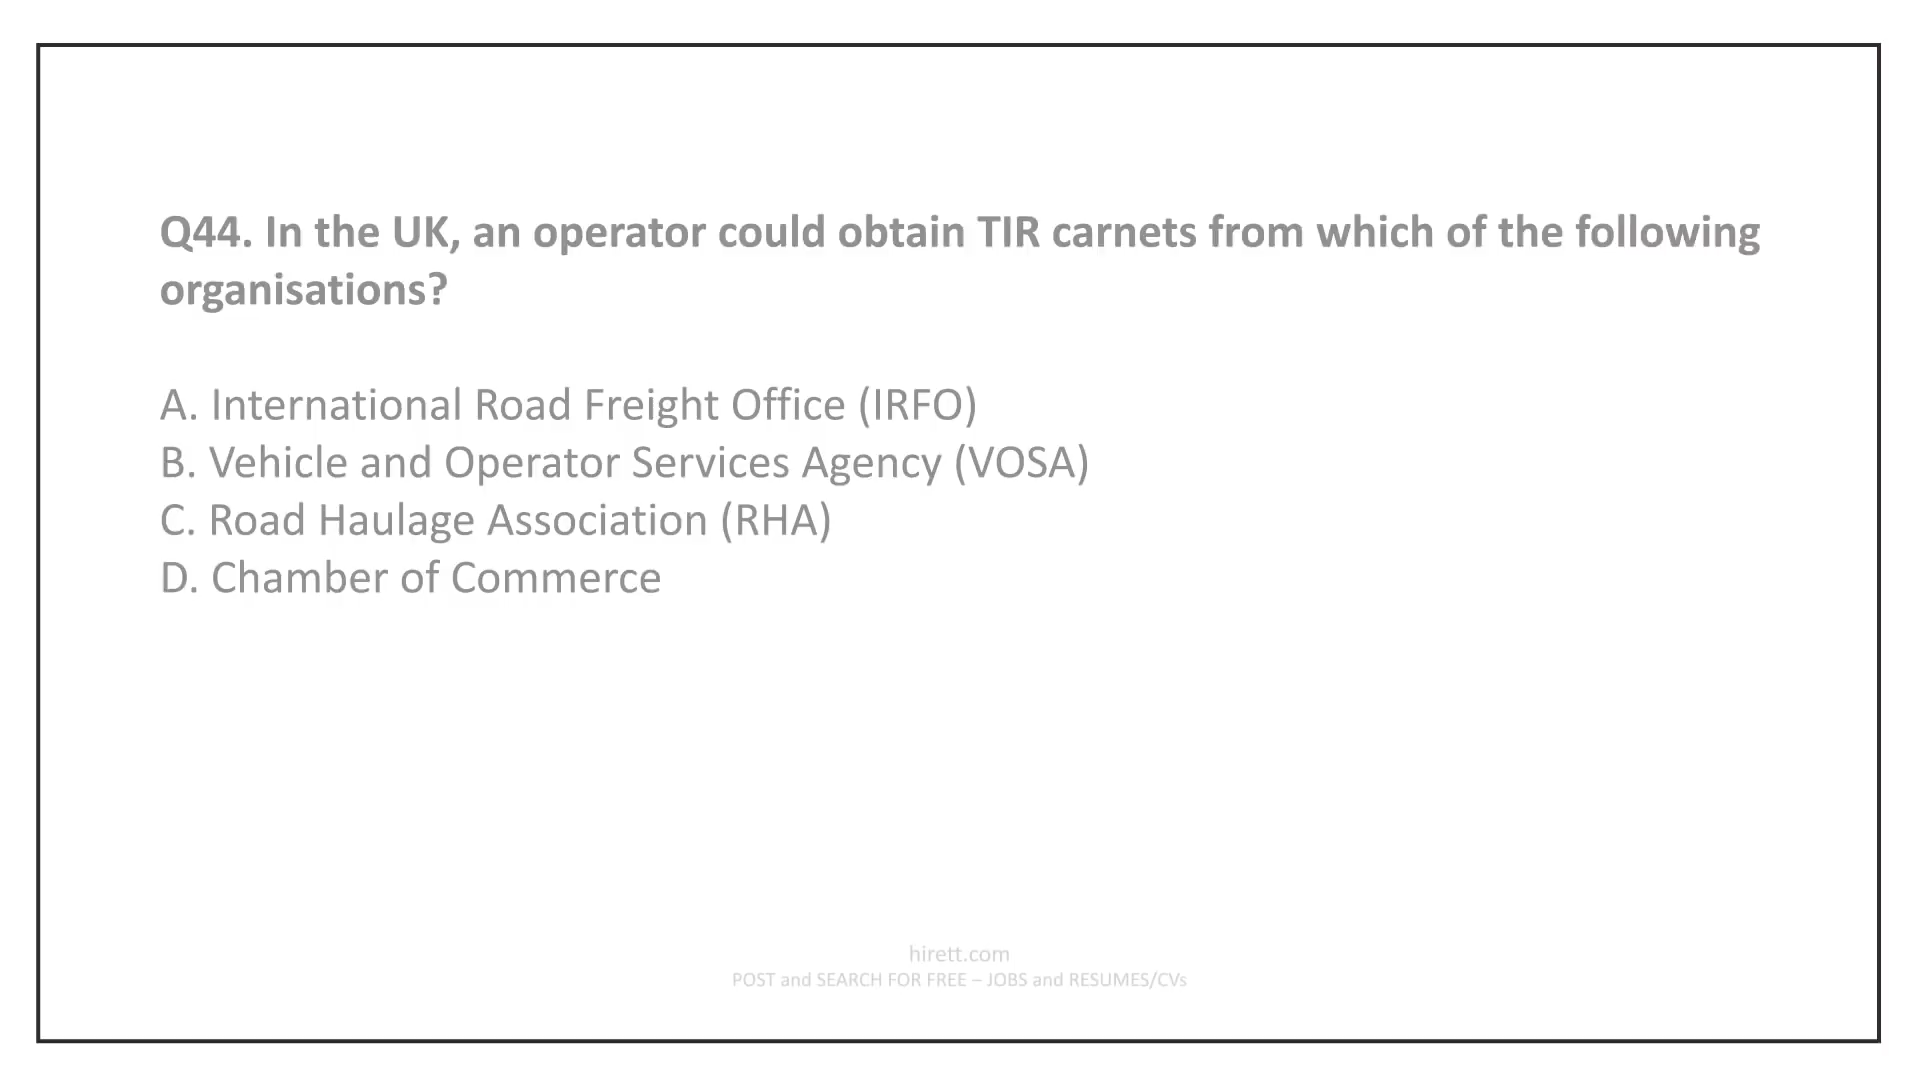 Q44. In the UK, an operator could obtain TIR carnets from which of the following
organisations?
A. International Road Freight Office (IRFO)
B. Vehicle and Operator Services Agency (VOSA)
C. Road Haulage Association (RHA)
D. Chamber of Commerce
hirett.com
POST and SEARCH FOR FREE – JOBS and RESUMES/CVs